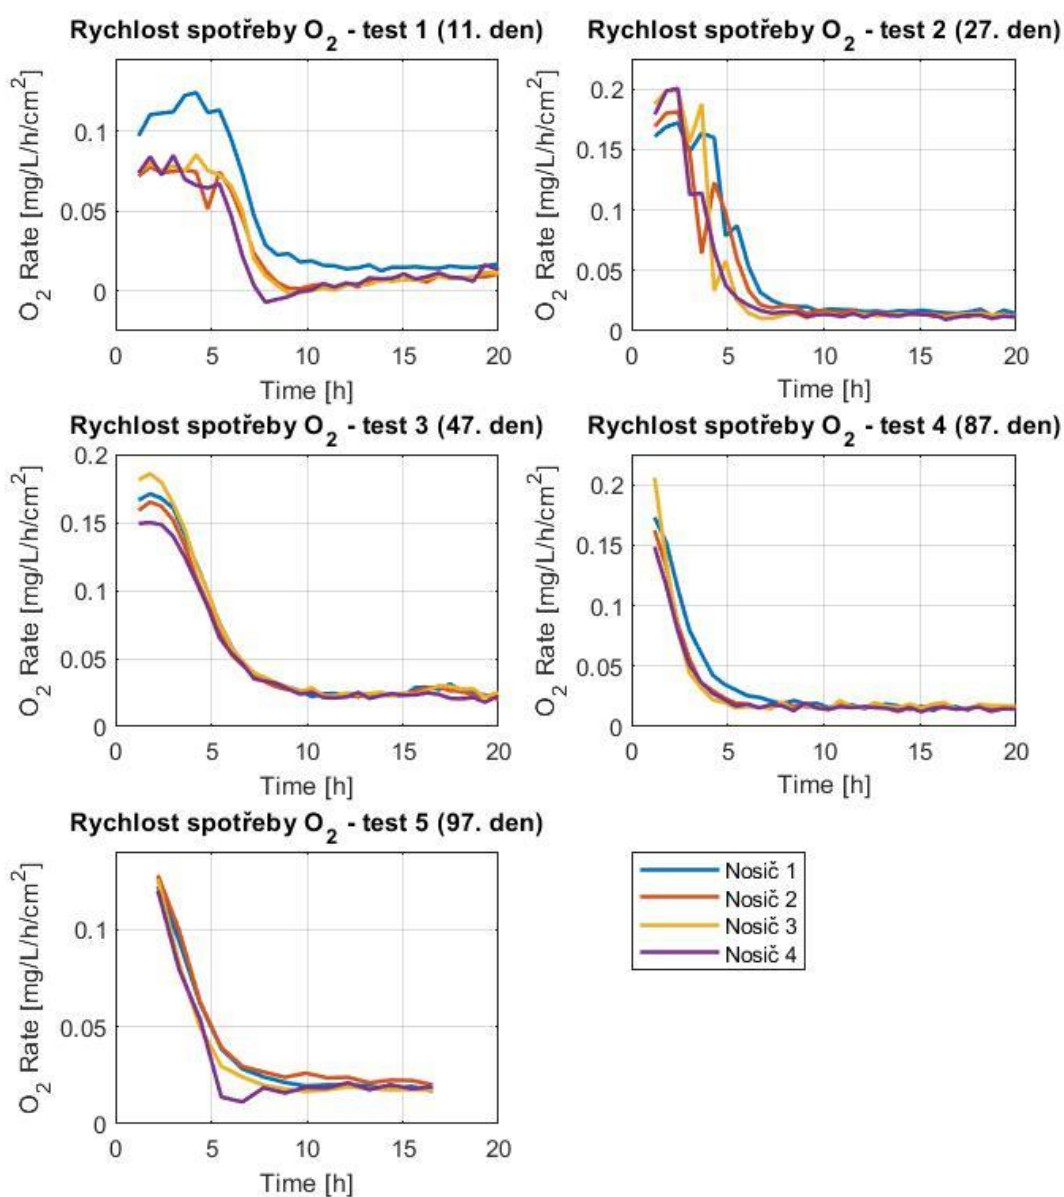 Rychlost spotřeby O2 - test 1 (11. den)
O2 Rate [mg/L/h/cm2]
0.1
0.05
0
0 5 10 15 20
Time [h]
Rychlost spotřeby O2 - test 2 (27. den)
O2 Rate [mg/L/h/cm2]
0.2
0.15
0.1
0.05
0
0 5 10 15 20
Time [h]
Rychlost spotřeby O2 - test 3 (47. den)
O2 Rate [mg/L/h/cm2]
0.2
0.15
0.1
0.05
0
0 5 10 15 20
Time [h]
Rychlost spotřeby O2 - test 4 (87. den)
O2 Rate [mg/L/h/cm2]
0.2
0.15
0.1
0.05
0
0 5 10 15 20
Time [h]
Rychlost spotřeby O2 - test 5 (97. den)
O2 Rate [mg/L/h/cm2]
0.1
0.05
0
0 5 10 15 20
Time [h]
Nosič 1
Nosič 2
Nosič 3
Nosič 4